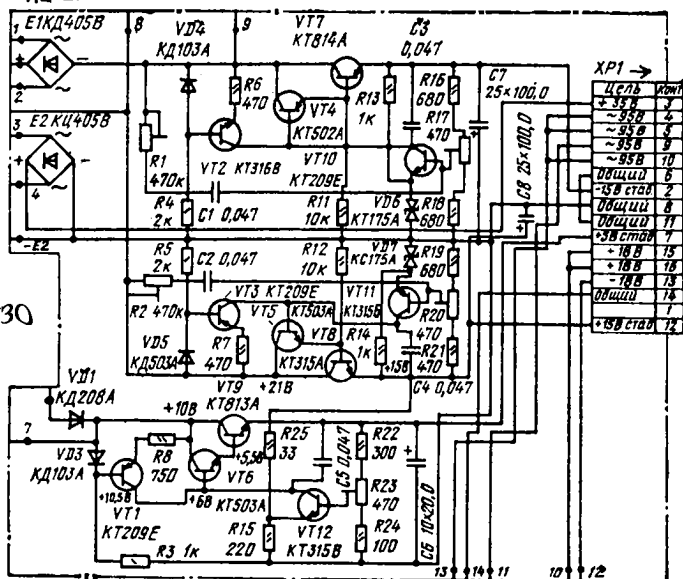 E1 КД405В
8
9
VT7
КТ814А
C3
0,047
VD4
КД103А
1
2
R6
470
VT4
КТ502А
R13
1к
R16
680
R17
470
C7
25×100,0
E2 КЦ405В
3
4
R1
470к
VT2
КТ316В
VT10
КТ209Е
C8 25×100,0
R4
2к
C1 0,047
R11
10к
VD6
КС175А
R18
680
-E2
R5
2к
C2 0,047
R12
10к
VD7
КС175А
R19
680
R2 470к
VT3 КТ209Е
VT5
КТ503А
VT8
КТ315А
VT11
КТ315В
R20
470
VD5
КД503А
R7
470
R14
1к
+15В
R21
470
C4 0,047
30
VT9
КТ813А
+21В
VD1
КД208А
+10В
7
VD3
КД103А
R8
750
+5,5В
VT6
КТ503А
+6В
+10,5В
VT1
КТ209Е
R25
33
C5 0,047
R22
300
R23
470
R24
100
C6 10×20,0
R3 1к
R15
220
VT12
КТ315В
13
14
11
10
12
XP1 →
Цель Конт
+35В 3
~95В 4
~95В 5
~95В 9
~95В 10
Общий 6
-15В стаб 2
Общий 8
Общий 11
+5В стаб 7
+18В 15
+18В 16
-18В 13
Общий 14
1
+15В стаб 12